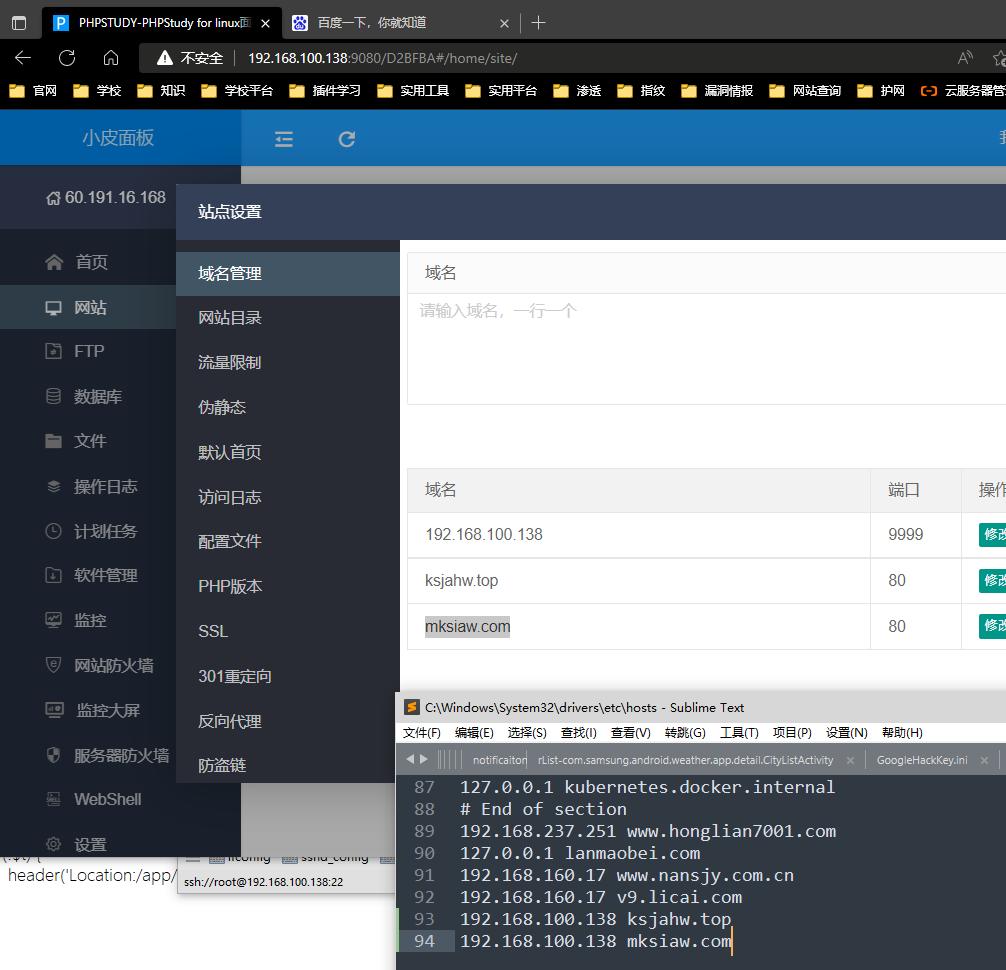 PHPSTUDY-PHPStudy for linux面
百度一下，你就知道
不安全 192.168.100.138:9080/D2BFBA#/home/site/
官网 学校 知识 学校平台 插件学习 实用工具 实用平台 渗透 指纹 漏洞情报 网站查询 护网 云服务器管
小皮面板
60.191.16.168
首页
网站
FTP
数据库
文件
操作日志
计划任务
软件管理
监控
网站防火墙
监控大屏
服务器防火墙
WebShell
设置
站点设置
域名管理
网站目录
流量限制
伪静态
默认首页
访问日志
配置文件
PHP版本
SSL
301重定向
反向代理
防盗链
域名
请输入域名，一行一个
域名 端口 操作
192.168.100.138 9999 修改
ksjahw.top 80 修改
mksiaw.com 80 修改
header('Location:/app/
ssh://root@192.168.100.138:22
C:\Windows\System32\drivers\etc\hosts - Sublime Text
文件(F) 编辑(E) 选择(S) 查找(I) 查看(V) 转跳(G) 工具(T) 项目(P) 设置(N) 帮助(H)
notificaiton rList-com.samsung.android.weather.app.detail.CityListActivity GoogleHackKey.ini
87 127.0.0.1 kubernetes.docker.internal
88 # End of section
89 192.168.237.251 www.honglian7001.com
90 127.0.0.1 lanmaobei.com
91 192.168.160.17 www.nansjy.com.cn
92 192.168.160.17 v9.licai.com
93 192.168.100.138 ksjahw.top
94 192.168.100.138 mksiaw.com